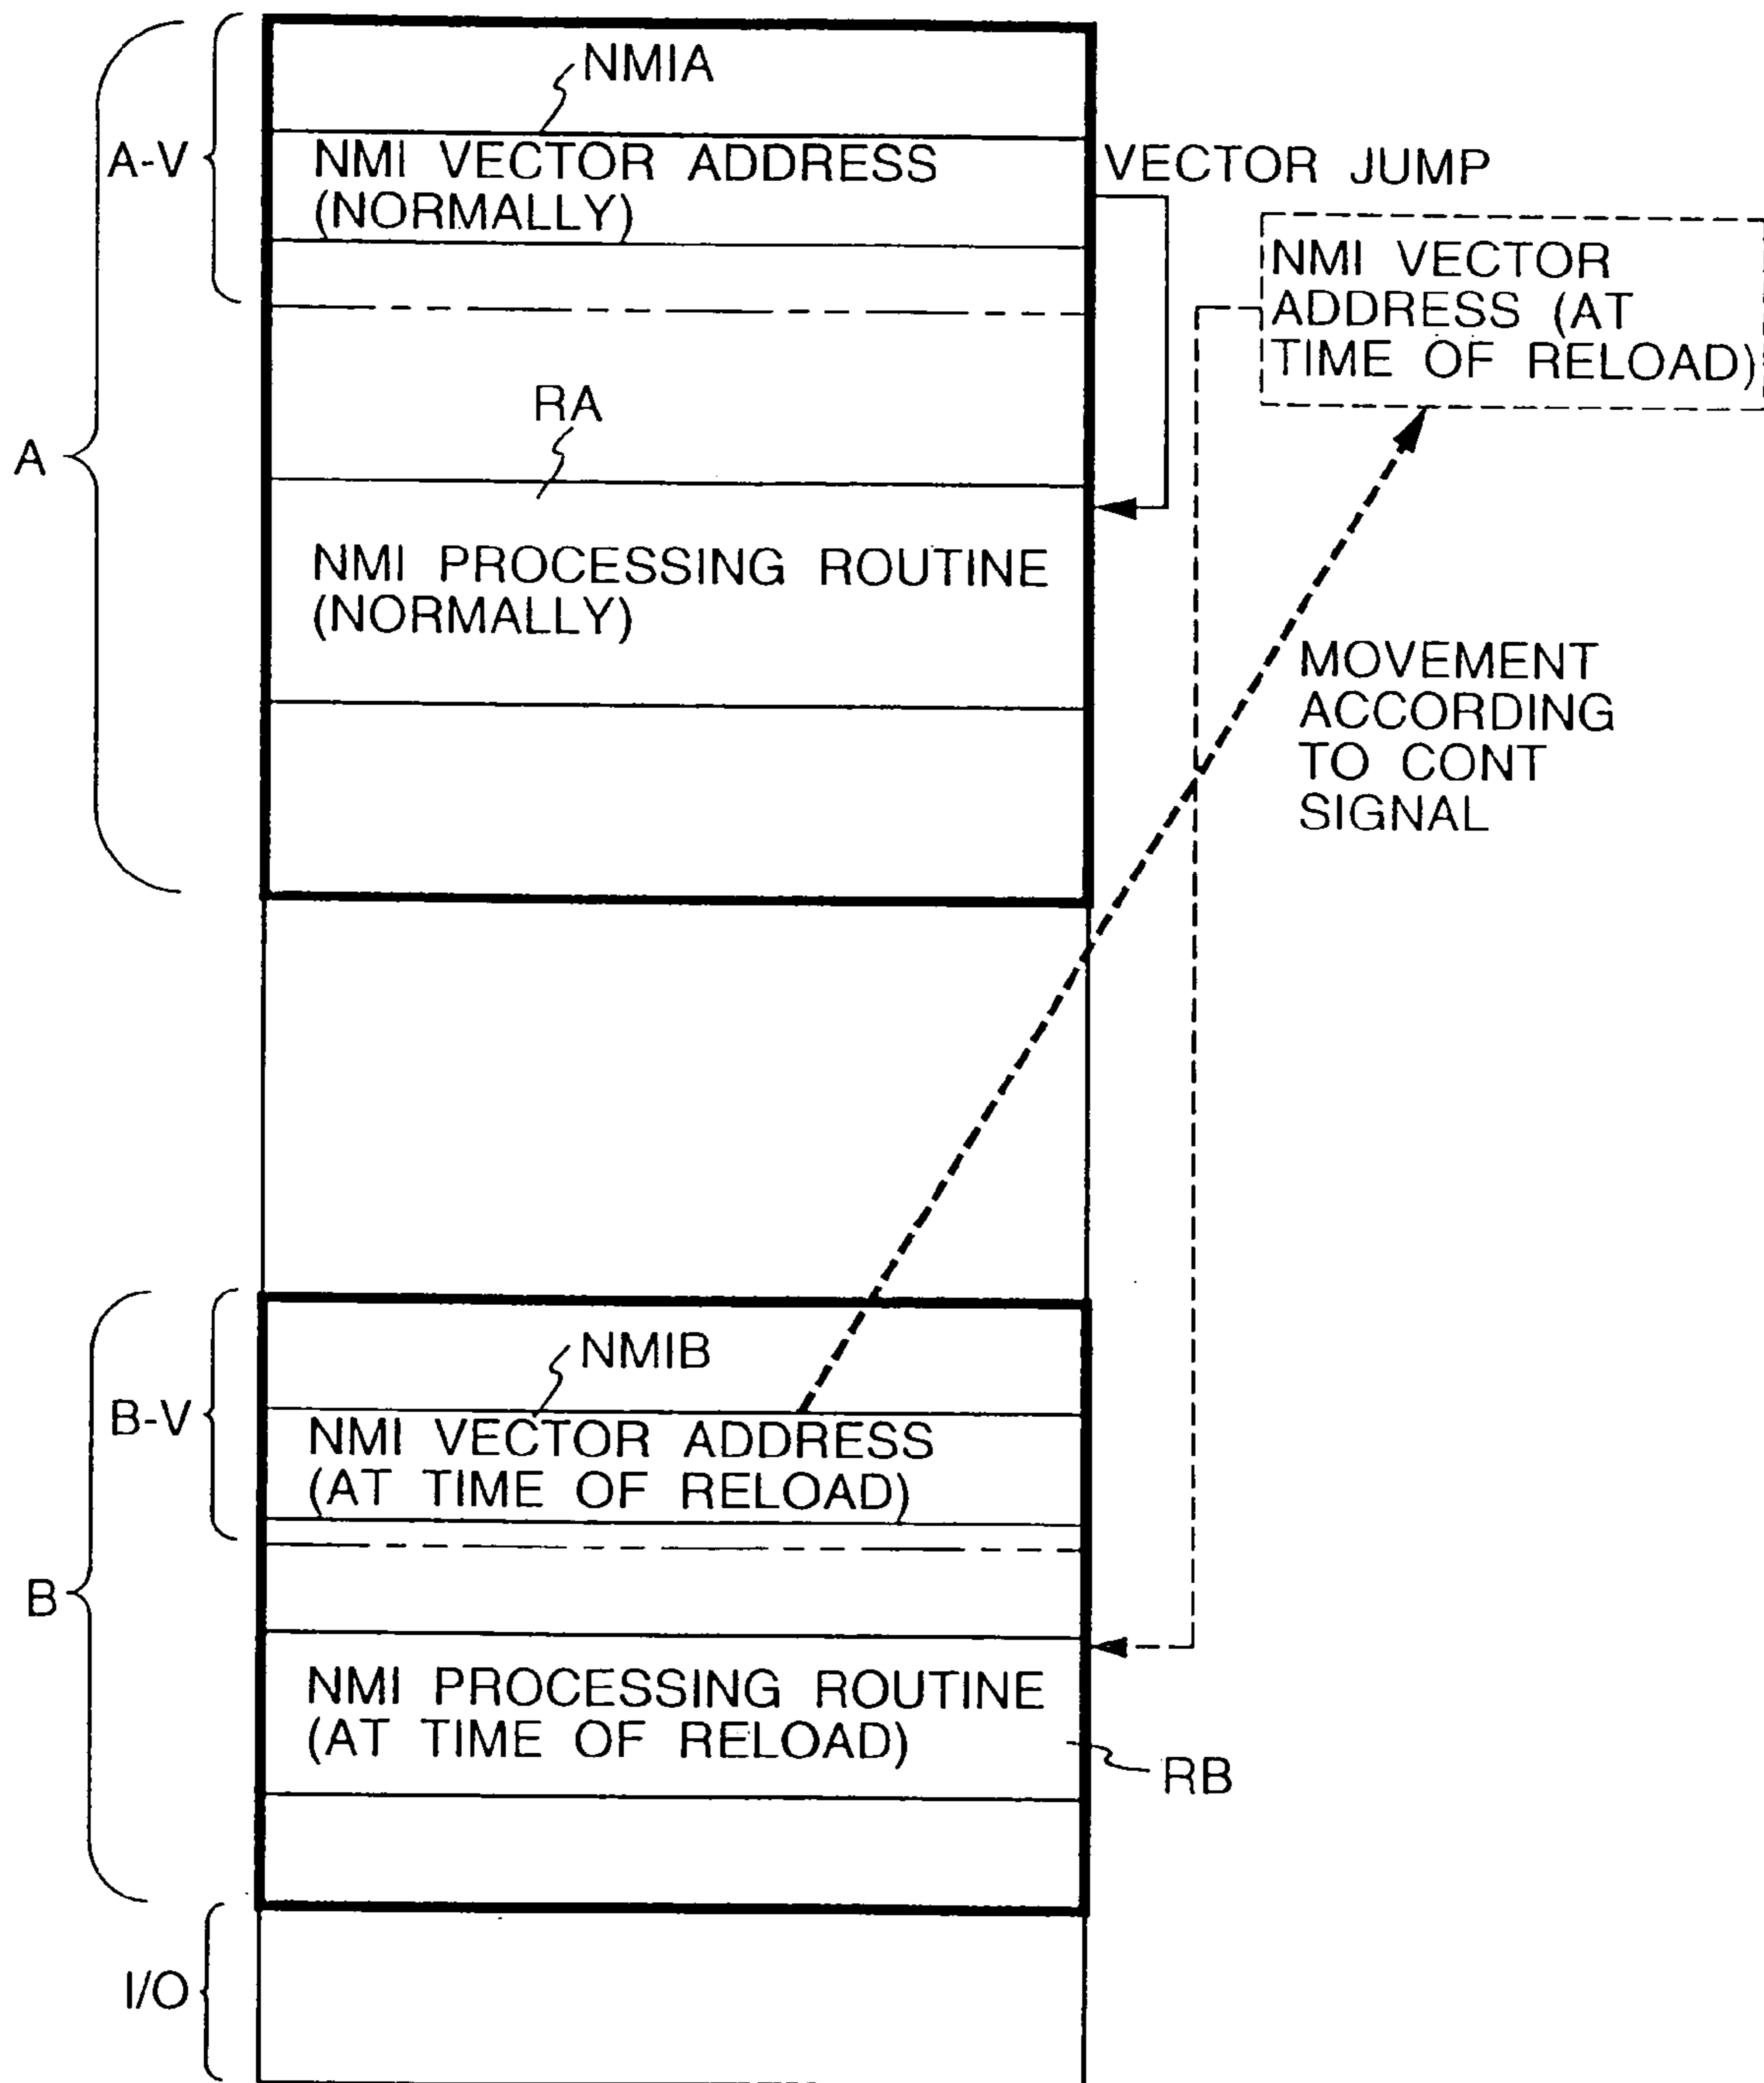 NMIA
A-V
NMI VECTOR ADDRESS
(NORMALLY)
VECTOR JUMP
NMI VECTOR
ADDRESS (AT
TIME OF RELOAD)
RA
A
NMI PROCESSING ROUTINE
(NORMALLY)
MOVEMENT
ACCORDING
TO CONT
SIGNAL
NMIB
B-V
NMI VECTOR ADDRESS
(AT TIME OF RELOAD)
B
NMI PROCESSING ROUTINE
(AT TIME OF RELOAD)
RB
I/O